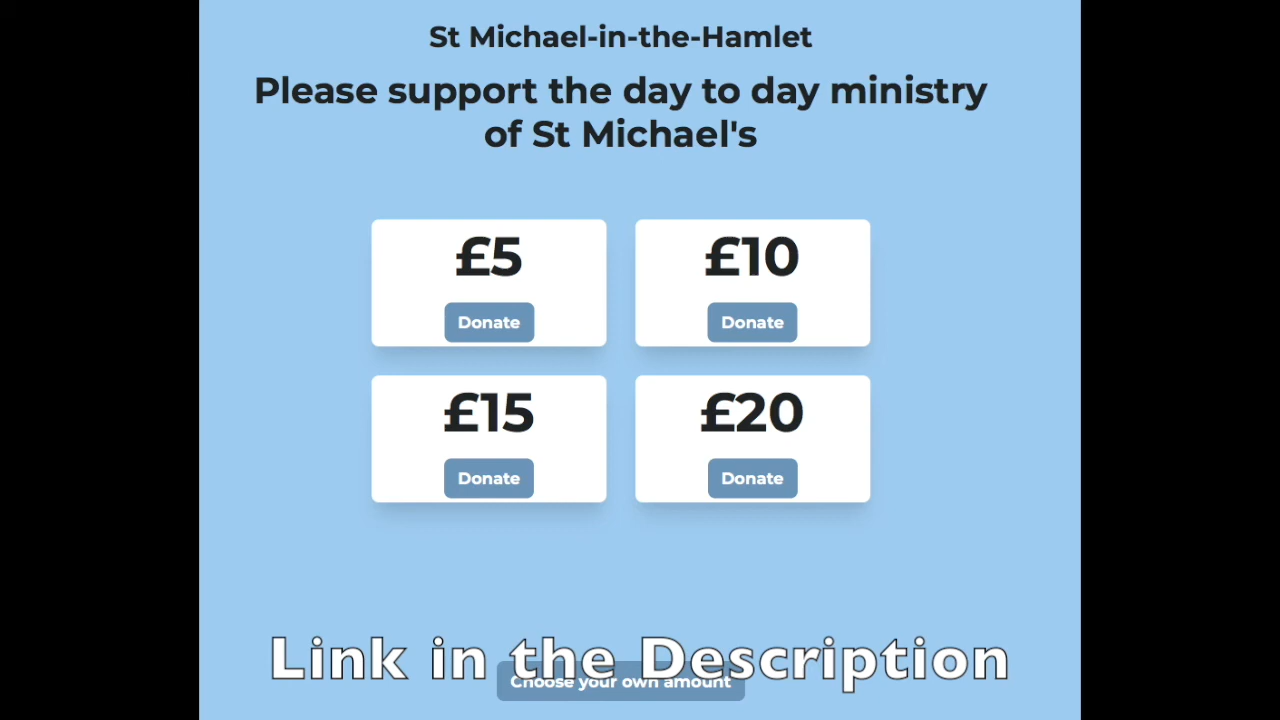 St Michael-in-the-Hamlet
Please support the day to day ministry
of St Michael's
£5
£10
Donate
Donate
£15
£20
Donate
Donate
Link in the Description
Choose your own amount